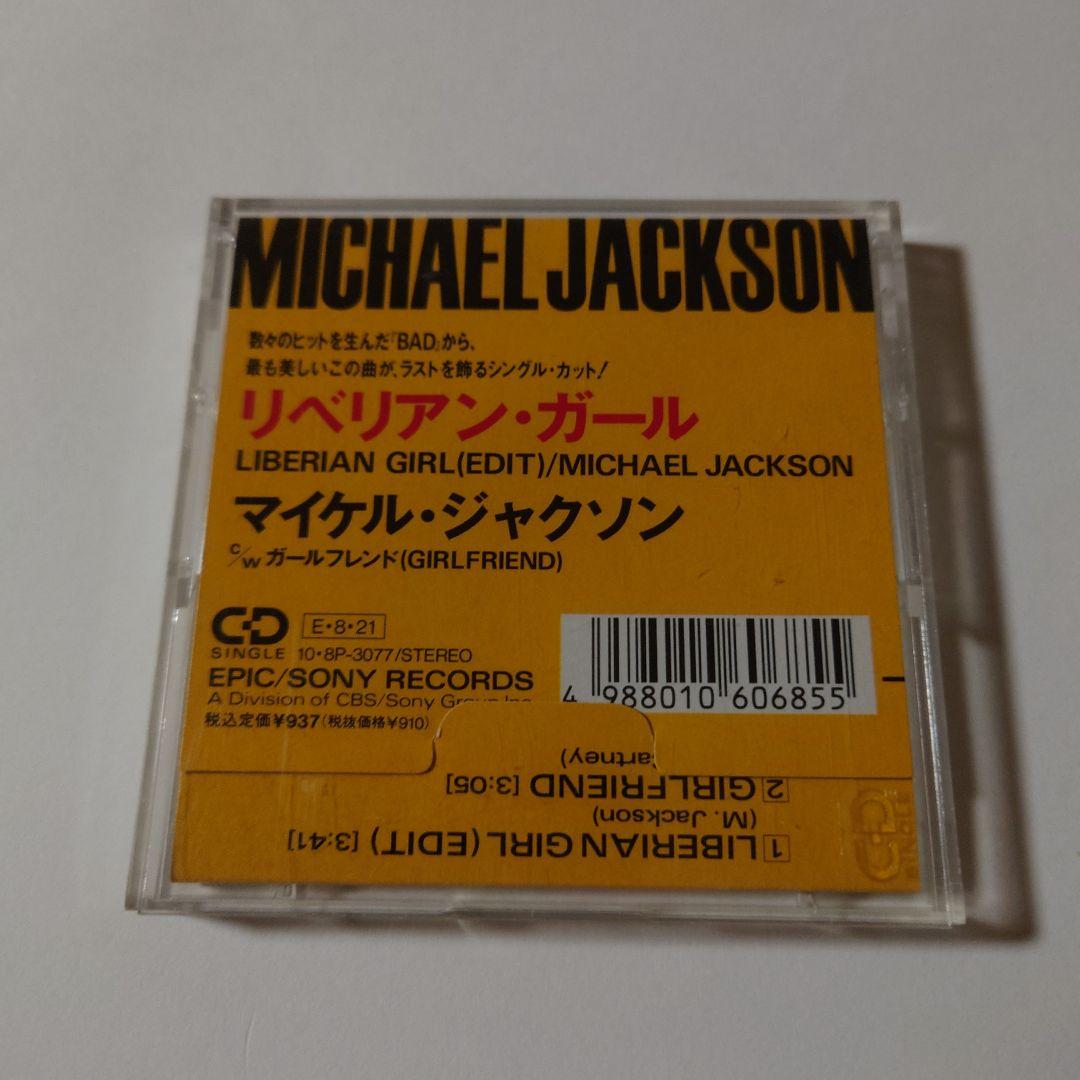 MICHAEL JACKSON
数々のヒットを生んだ『BAD』から、
最も美しいこの曲が、ラストを飾るシングル・カット!
リベリアン・ガール
LIBERIAN GIRL(EDIT)/MICHAEL JACKSON
マイケル・ジャクソン
c/w ガールフレンド(GIRLFRIEND)
CD SINGLE
E・8・21
10・8P-3077/STEREO
EPIC/SONY RECORDS
A Division of CBS/Sony Group Inc.
税込定価¥937(税抜価格¥910)
4 988010 606855
1 LIBERIAN GIRL (EDIT) [3:41]
(M. Jackson)
2 GIRLFRIEND [3:05]
CD SINGLE